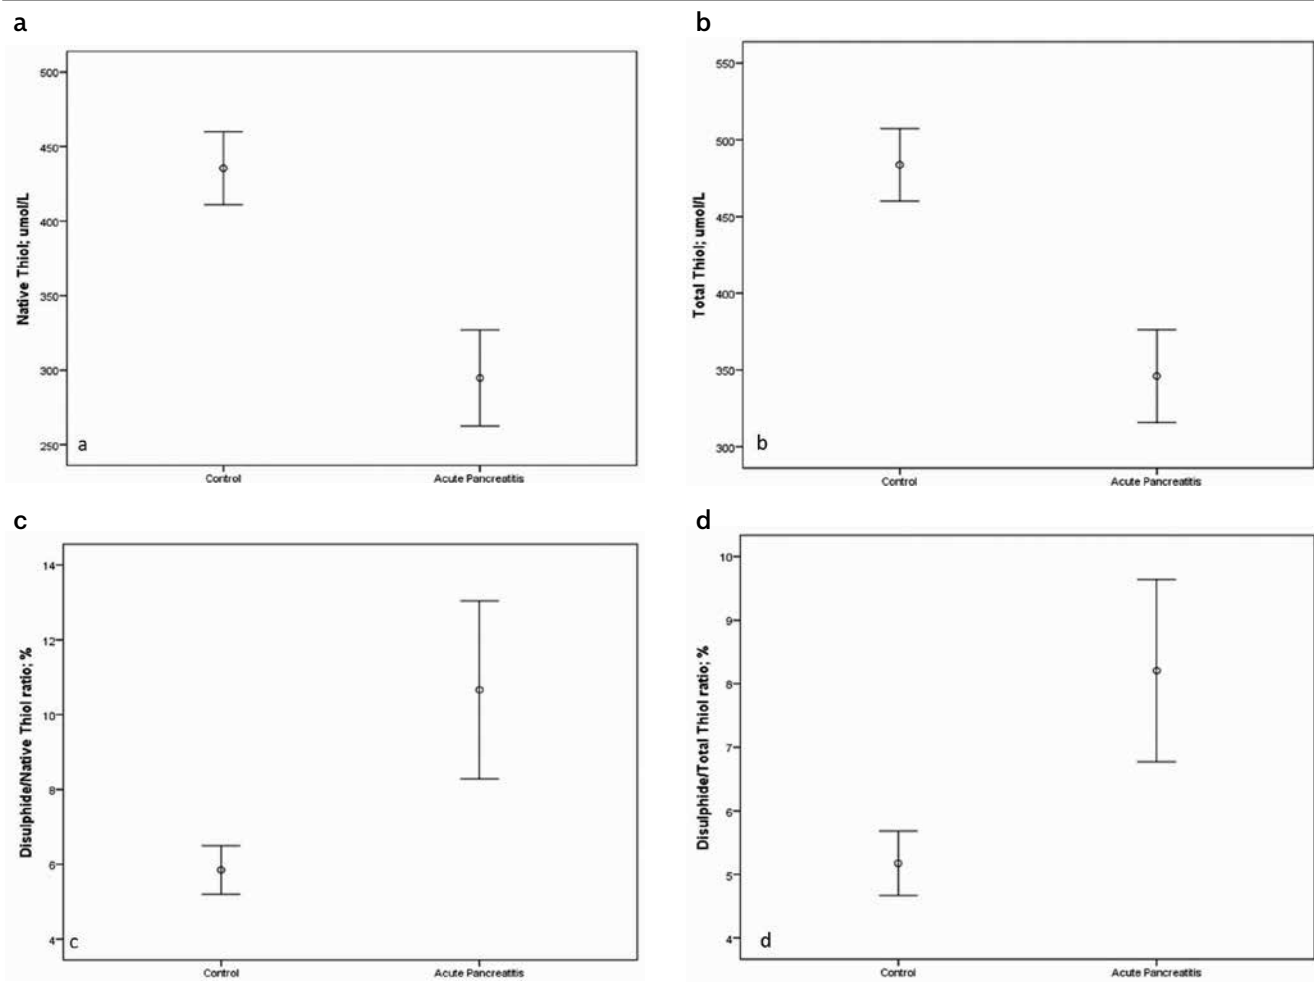 a
500
450
400
350
300
250
Native Thiol; umol/L
a
Control
Acute Pancreatitis
b
550
500
450
400
350
300
Total Thiol; umol/L
b
Control
Acute Pancreatitis
c
14
12
10
8
6
4
Disulphide/Native Thiol ratio; %
c
Control
Acute Pancreatitis
d
10
9
8
7
6
5
4
Disulphide/Total Thiol ratio; %
d
Control
Acute Pancreatitis